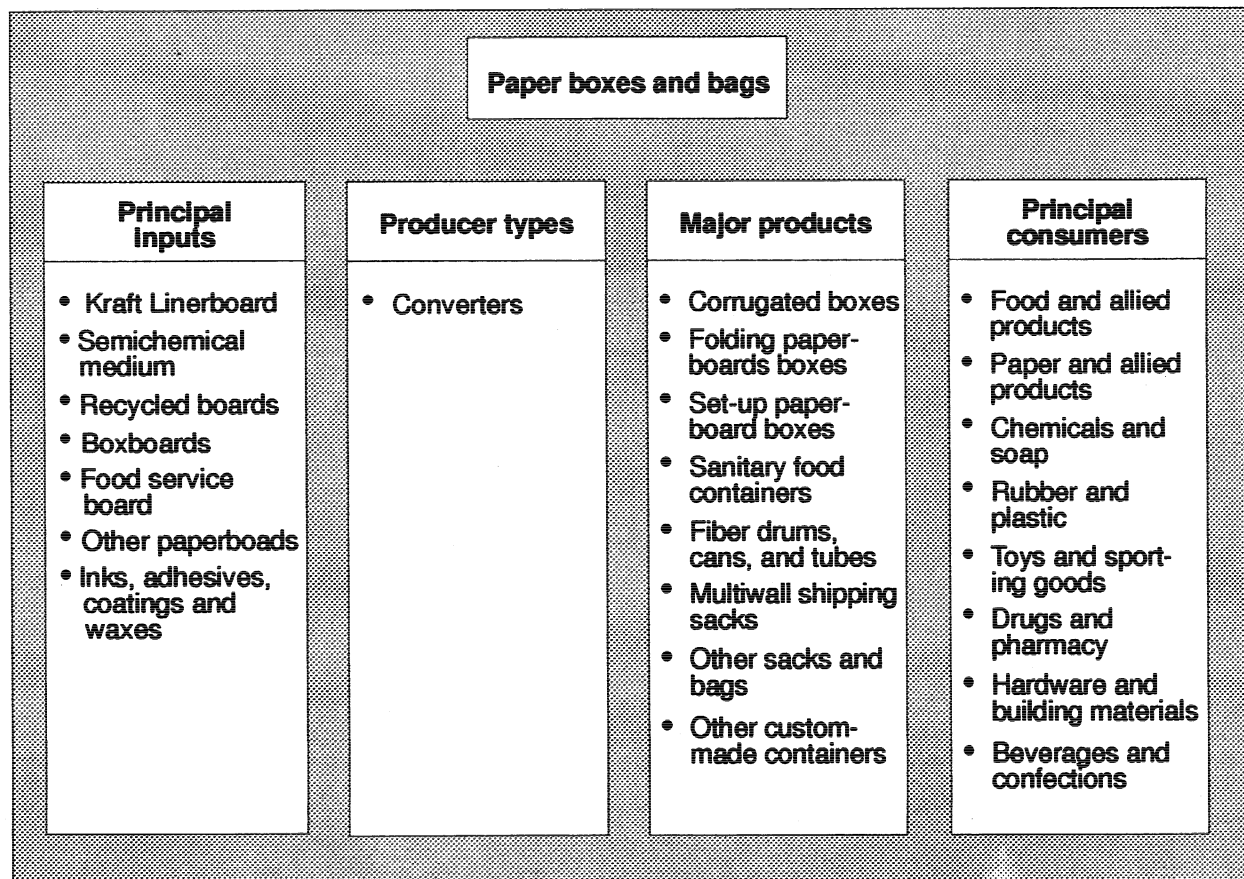 Paper boxes and bags
Principal
inputs
• Kraft Linerboard
• Semichemical
medium
• Recycled boards
• Boxboards
• Food service
board
• Other paperboads
• Inks, adhesives,
coatings and
waxes
Producer types
• Converters
Major products
• Corrugated boxes
• Folding paper-
boards boxes
• Set-up paper-
board boxes
• Sanitary food
containers
• Fiber drums,
cans, and tubes
• Multiwall shipping
sacks
• Other sacks and
bags
• Other custom-
made containers
Principal
consumers
• Food and allied
products
• Paper and allied
products
• Chemicals and
soap
• Rubber and
plastic
• Toys and sport-
ing goods
• Drugs and
pharmacy
• Hardware and
building materials
• Beverages and
confections